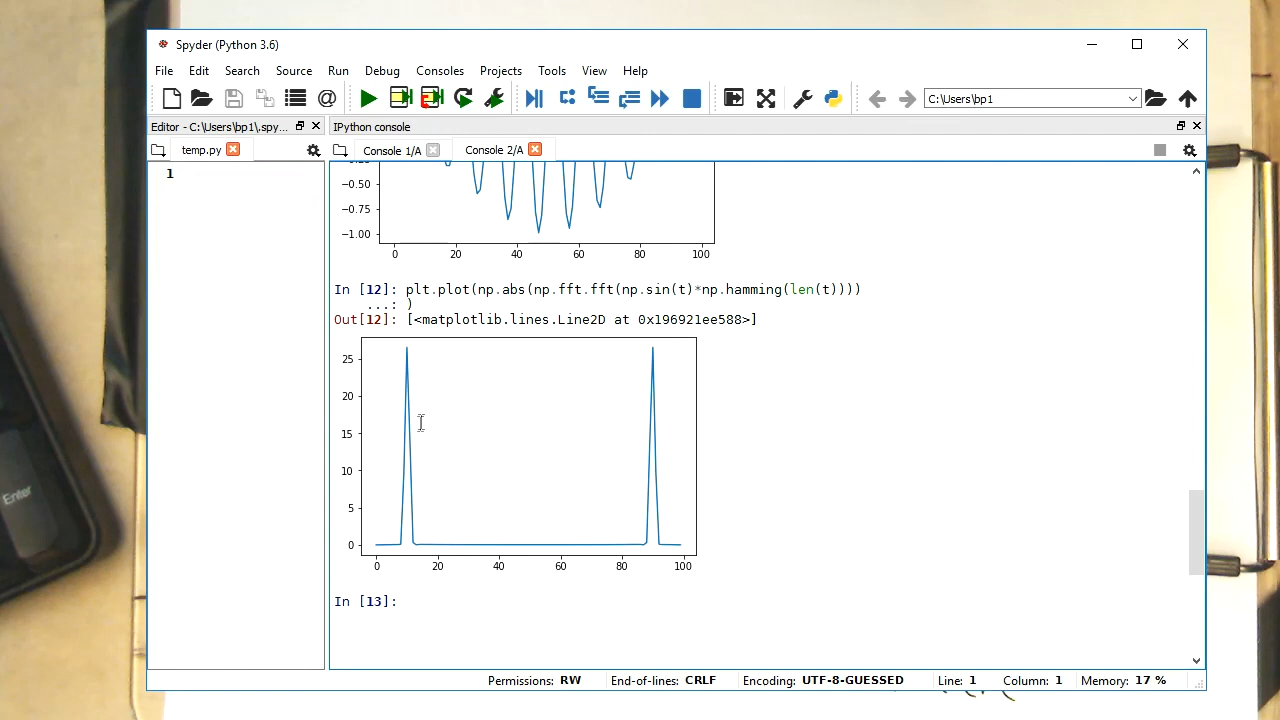 Spyder (Python 3.6)
File Edit Search Source Run Debug Consoles Projects Tools View Help
C:\Users\bp1
Editor - C:\Users\bp1\.spy...
IPython console
temp.py
Console 1/A
Console 2/A
1
−0.50
−0.75
−1.00
0 20 40 60 80 100
In [12]: plt.plot(np.abs(np.fft.fft(np.sin(t)*np.hamming(len(t))))
...: )
Out[12]: [<matplotlib.lines.Line2D at 0x196921ee588>]
25
20
15
10
5
0
0 20 40 60 80 100
In [13]:
Enter
Permissions: RW End-of-lines: CRLF Encoding: UTF-8-GUESSED Line: 1 Column: 1 Memory: 17 %